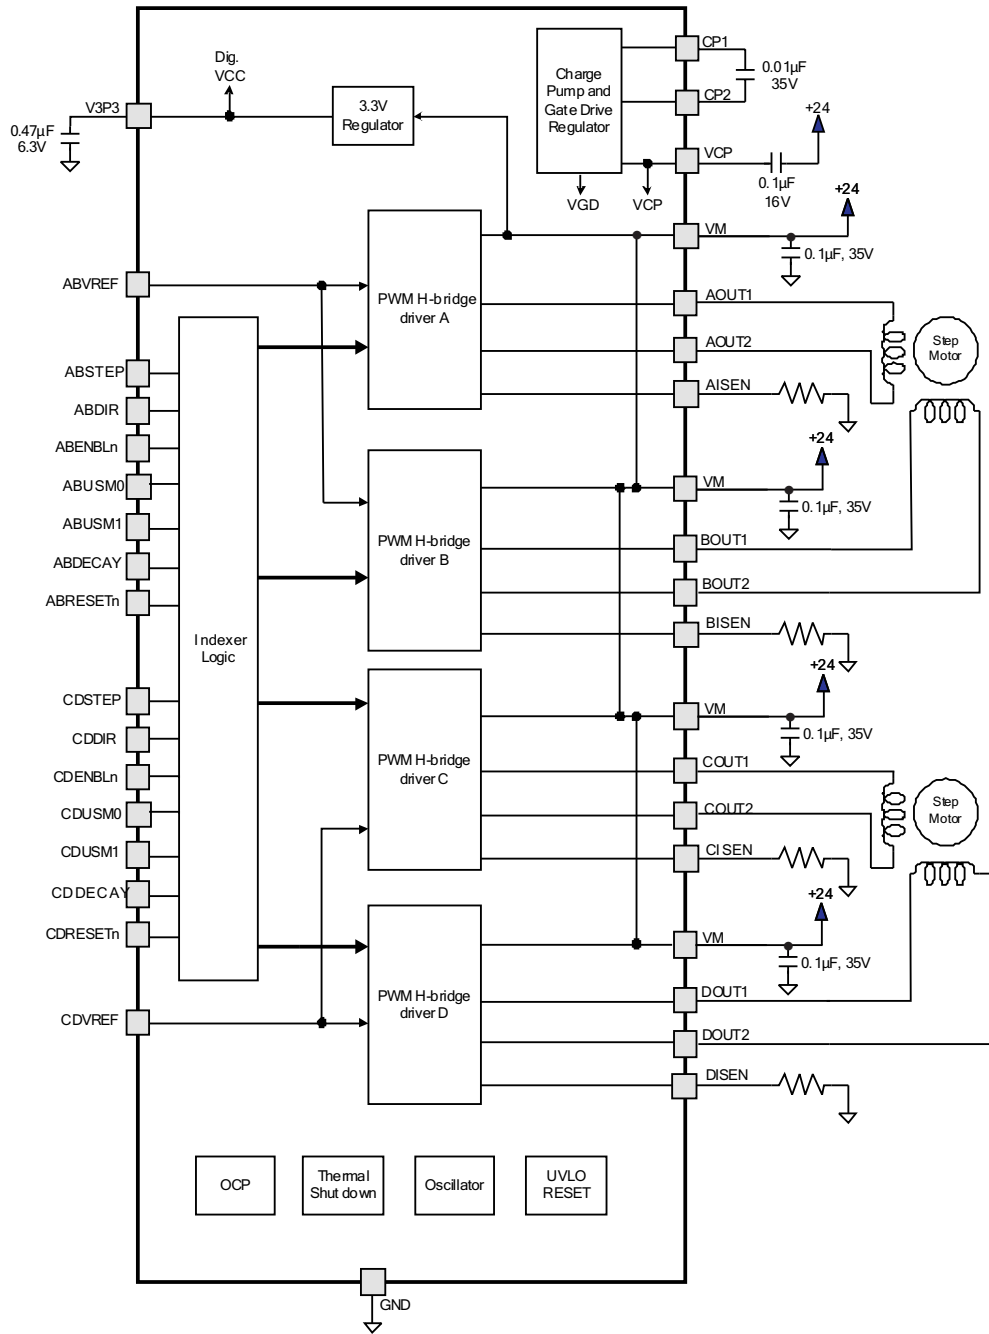 Dig.
VCC
V3P3
0.47µF
6.3V
3.3V
Regulator
Charge
Pump and
Gate Drive
Regulator
VGD
VCP
CP1
CP2
0.01µF
35V
+24
VCP
0.1µF
16V
+24
VM
0.1µF, 35V
ABVREF
PWM H-bridge
driver A
AOUT1
AOUT2
AISEN
Step
Motor
ABSTEP
ABDIR
ABENBLn
ABUSM0
ABUSM1
ABDECAY
ABRESETn
Indexer
Logic
PWM H-bridge
driver B
+24
VM
0.1µF, 35V
BOUT1
BOUT2
BISEN
CDSTEP
CDDIR
CDENBLn
CDUSM0
CDUSM1
CDDECAY
CDRESETn
PWM H-bridge
driver C
+24
VM
0.1µF, 35V
COUT1
COUT2
CISEN
Step
Motor
CDVREF
PWM H-bridge
driver D
+24
VM
0.1µF, 35V
DOUT1
DOUT2
DISEN
OCP
Thermal
Shut down
Oscillator
UVLO
RESET
GND